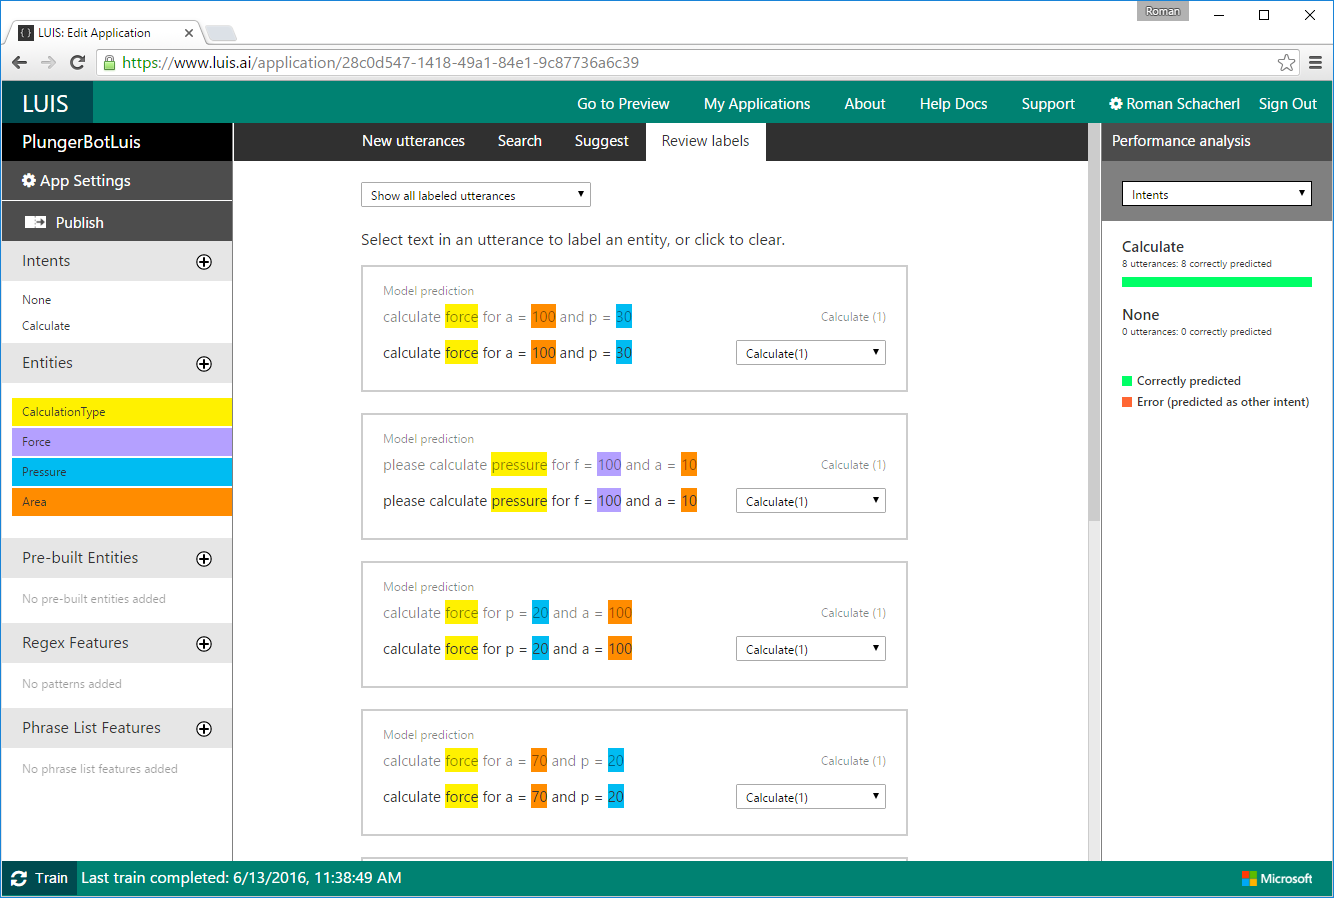 Roman
LUIS: Edit Application
https://www.luis.ai/application/28c0d547-1418-49a1-84e1-9c87736a6c39
LUIS
Go to Preview
My Applications
About
Help Docs
Support
Roman Schacherl
Sign Out
PlungerBotLuis
App Settings
Publish
Intents
None
Calculate
Entities
CalculationType
Force
Pressure
Area
Pre-built Entities
No pre-built entities added
Regex Features
No patterns added
Phrase List Features
No phrase list features added
New utterances
Search
Suggest
Review labels
Show all labeled utterances
Select text in an utterance to label an entity, or click to clear.
Model prediction
calculate force for a = 100 and p = 30
Calculate (1)
calculate force for a = 100 and p = 30
Calculate(1)
Model prediction
please calculate pressure for f = 100 and a = 10
Calculate (1)
please calculate pressure for f = 100 and a = 10
Calculate(1)
Model prediction
calculate force for p = 20 and a = 100
Calculate (1)
calculate force for p = 20 and a = 100
Calculate(1)
Model prediction
calculate force for a = 70 and p = 20
Calculate (1)
calculate force for a = 70 and p = 20
Calculate(1)
Performance analysis
Intents
Calculate
8 utterances: 8 correctly predicted
None
0 utterances: 0 correctly predicted
Correctly predicted
Error (predicted as other intent)
Train
Last train completed: 6/13/2016, 11:38:49 AM
Microsoft